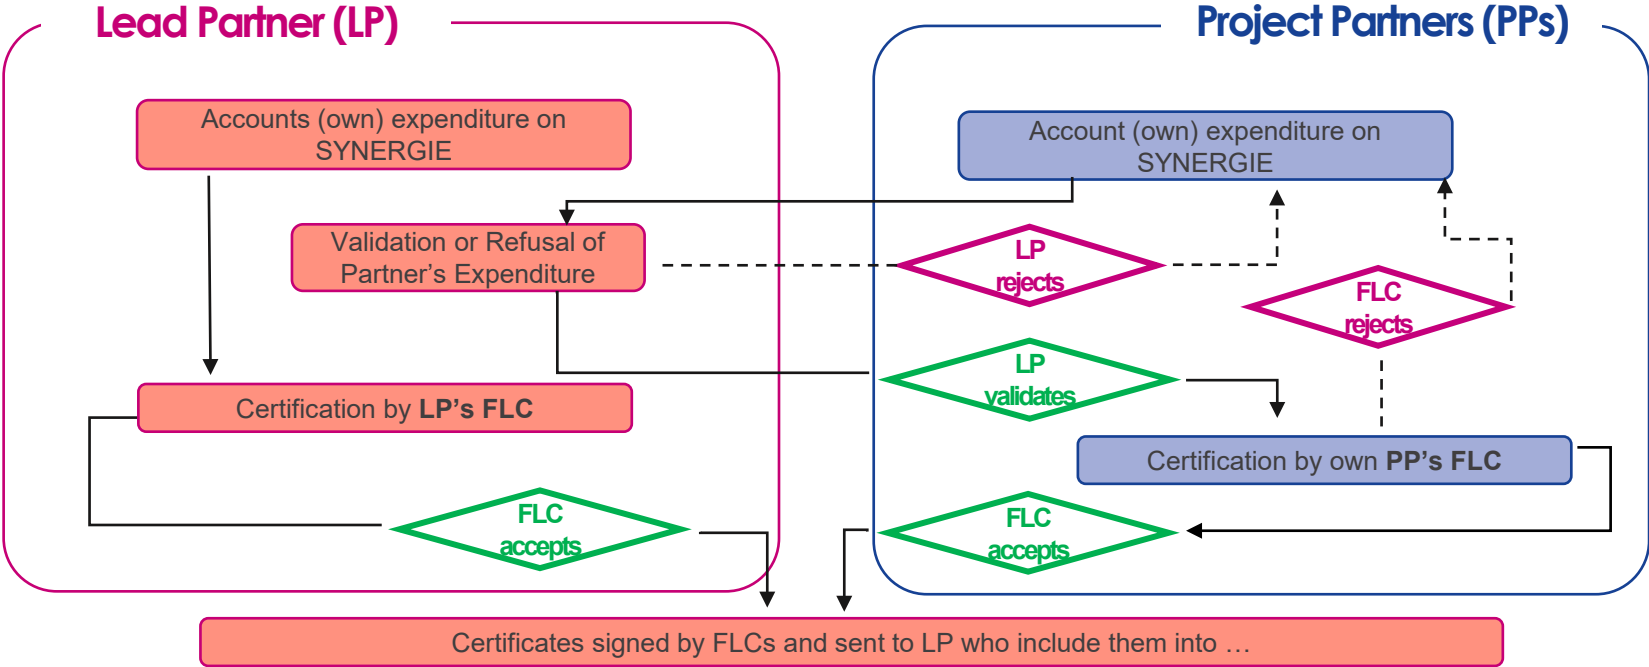 Lead Partner (LP)
Project Partners (PPs)
Accounts (own) expenditure on
SYNERGIE
Account (own) expenditure on
SYNERGIE
Validation or Refusal of
Partner’s Expenditure
LP
rejects
FLC
rejects
LP
validates
Certification by LP’s FLC
Certification by own PP’s FLC
FLC
accepts
FLC
accepts
Certificates signed by FLCs and sent to LP who include them into …